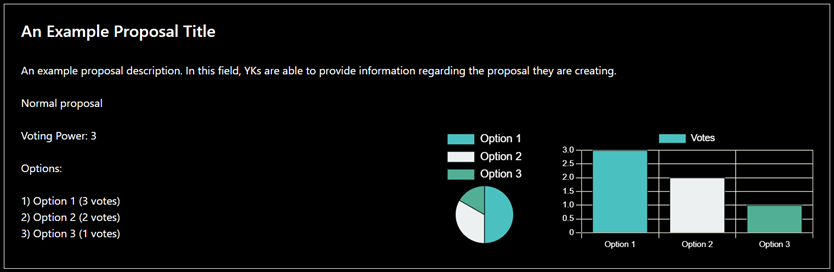 An Example Proposal Title
An example proposal description. In this field, YKs are able to provide information regarding the proposal they are creating.
Normal proposal
Voting Power: 3
Options:
1) Option 1 (3 votes)
2) Option 2 (2 votes)
3) Option 3 (1 votes)
Option 1
Option 2
Option 3
Votes
3.0
2.5
2.0
1.5
1.0
0.5
0
Option 1 Option 2 Option 3